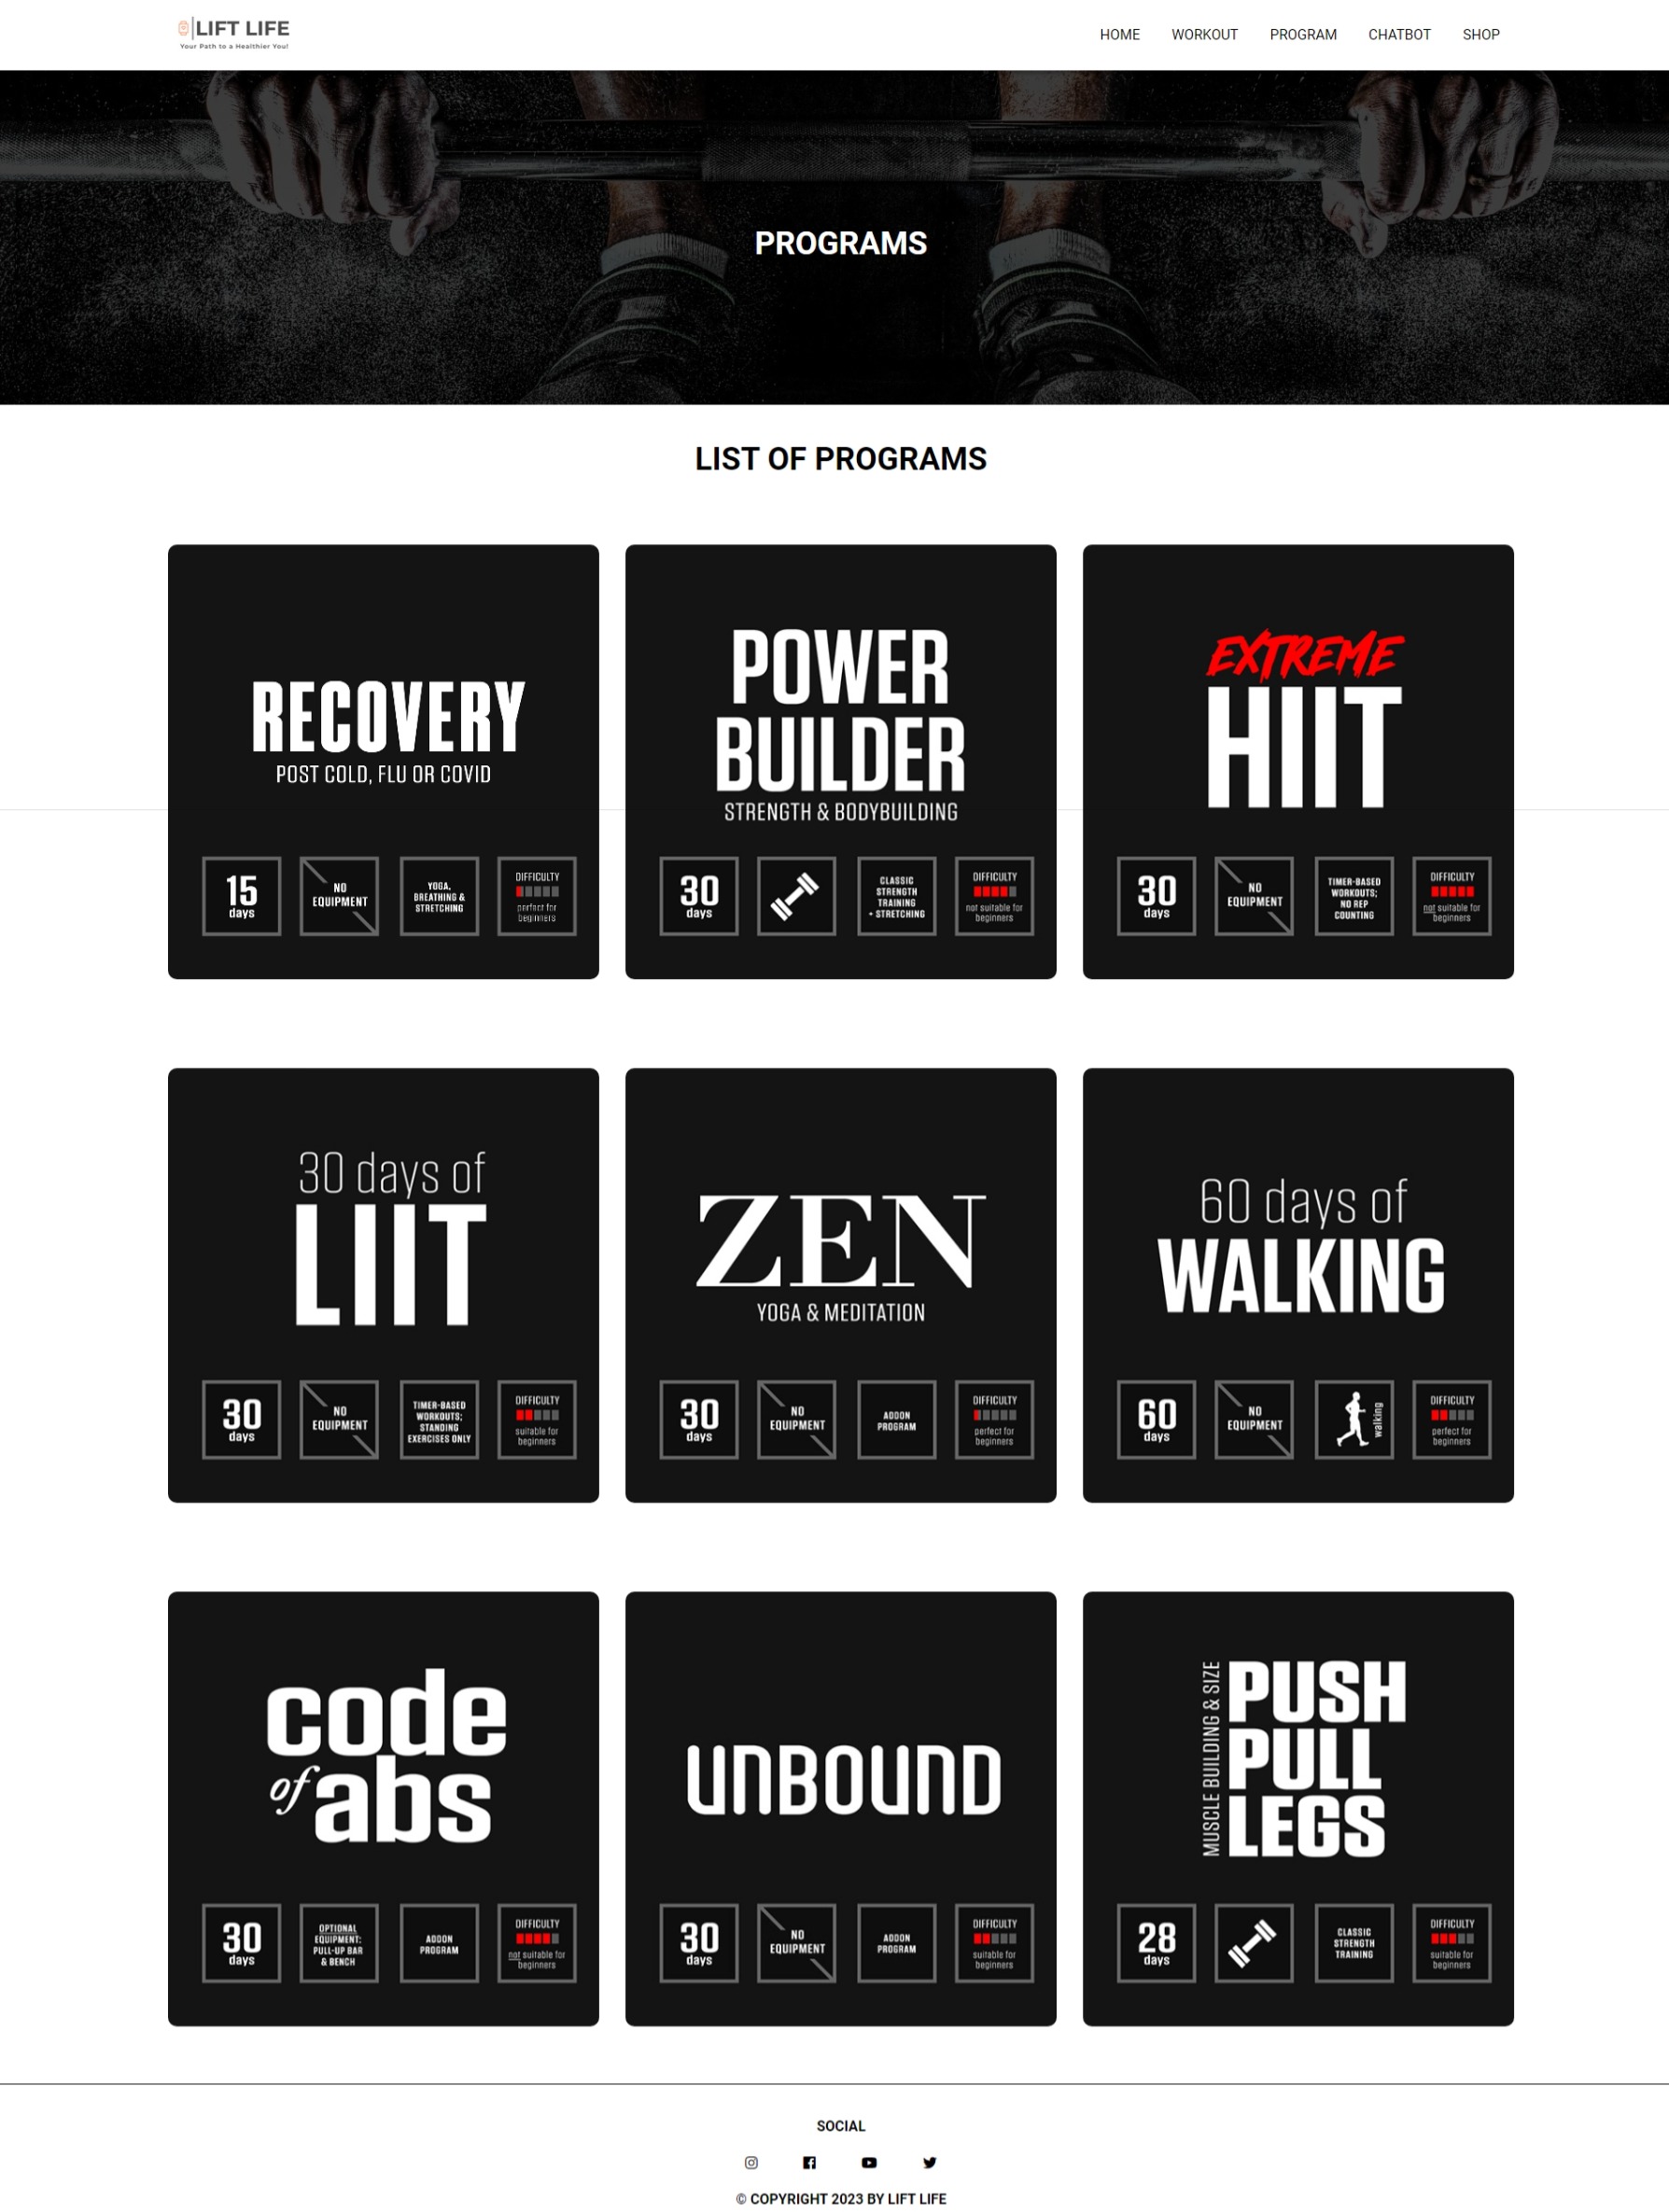 LIFT LIFE
Your Path to a Healthier You!
HOME WORKOUT PROGRAM CHATBOT SHOP
PROGRAMS
LIST OF PROGRAMS
RECOVERY
POST COLD, FLU OR COVID
15
days
NO
EQUIPMENT
YOGA,
BREATHING &
STRETCHING
DIFFICULTY
perfect for
beginners
POWER
BUILDER
STRENGTH & BODYBUILDING
30
days
CLASSIC
STRENGTH
TRAINING
+ STRETCHING
DIFFICULTY
not suitable for
beginners
EXTREME
HIIT
30
days
NO
EQUIPMENT
TIMER-BASED
WORKOUTS;
NO REP
COUNTING
DIFFICULTY
not suitable for
beginners
30 days of
LIIT
30
days
NO
EQUIPMENT
TIMER-BASED
WORKOUTS;
STANDING
EXERCISES ONLY
DIFFICULTY
suitable for
beginners
ZEN
YOGA & MEDITATION
30
days
NO
EQUIPMENT
ADDON
PROGRAM
DIFFICULTY
perfect for
beginners
60 days of
WALKING
60
days
NO
EQUIPMENT
walking
DIFFICULTY
perfect for
beginners
code
of abs
30
days
OPTIONAL
EQUIPMENT:
PULL-UP BAR
& BENCH
ADDON
PROGRAM
DIFFICULTY
not suitable for
beginners
UNBOUND
30
days
NO
EQUIPMENT
ADDON
PROGRAM
DIFFICULTY
suitable for
beginners
MUSCLE BUILDING & SIZE
PUSH
PULL
LEGS
28
days
CLASSIC
STRENGTH
TRAINING
DIFFICULTY
suitable for
beginners
SOCIAL
© COPYRIGHT 2023 BY LIFT LIFE